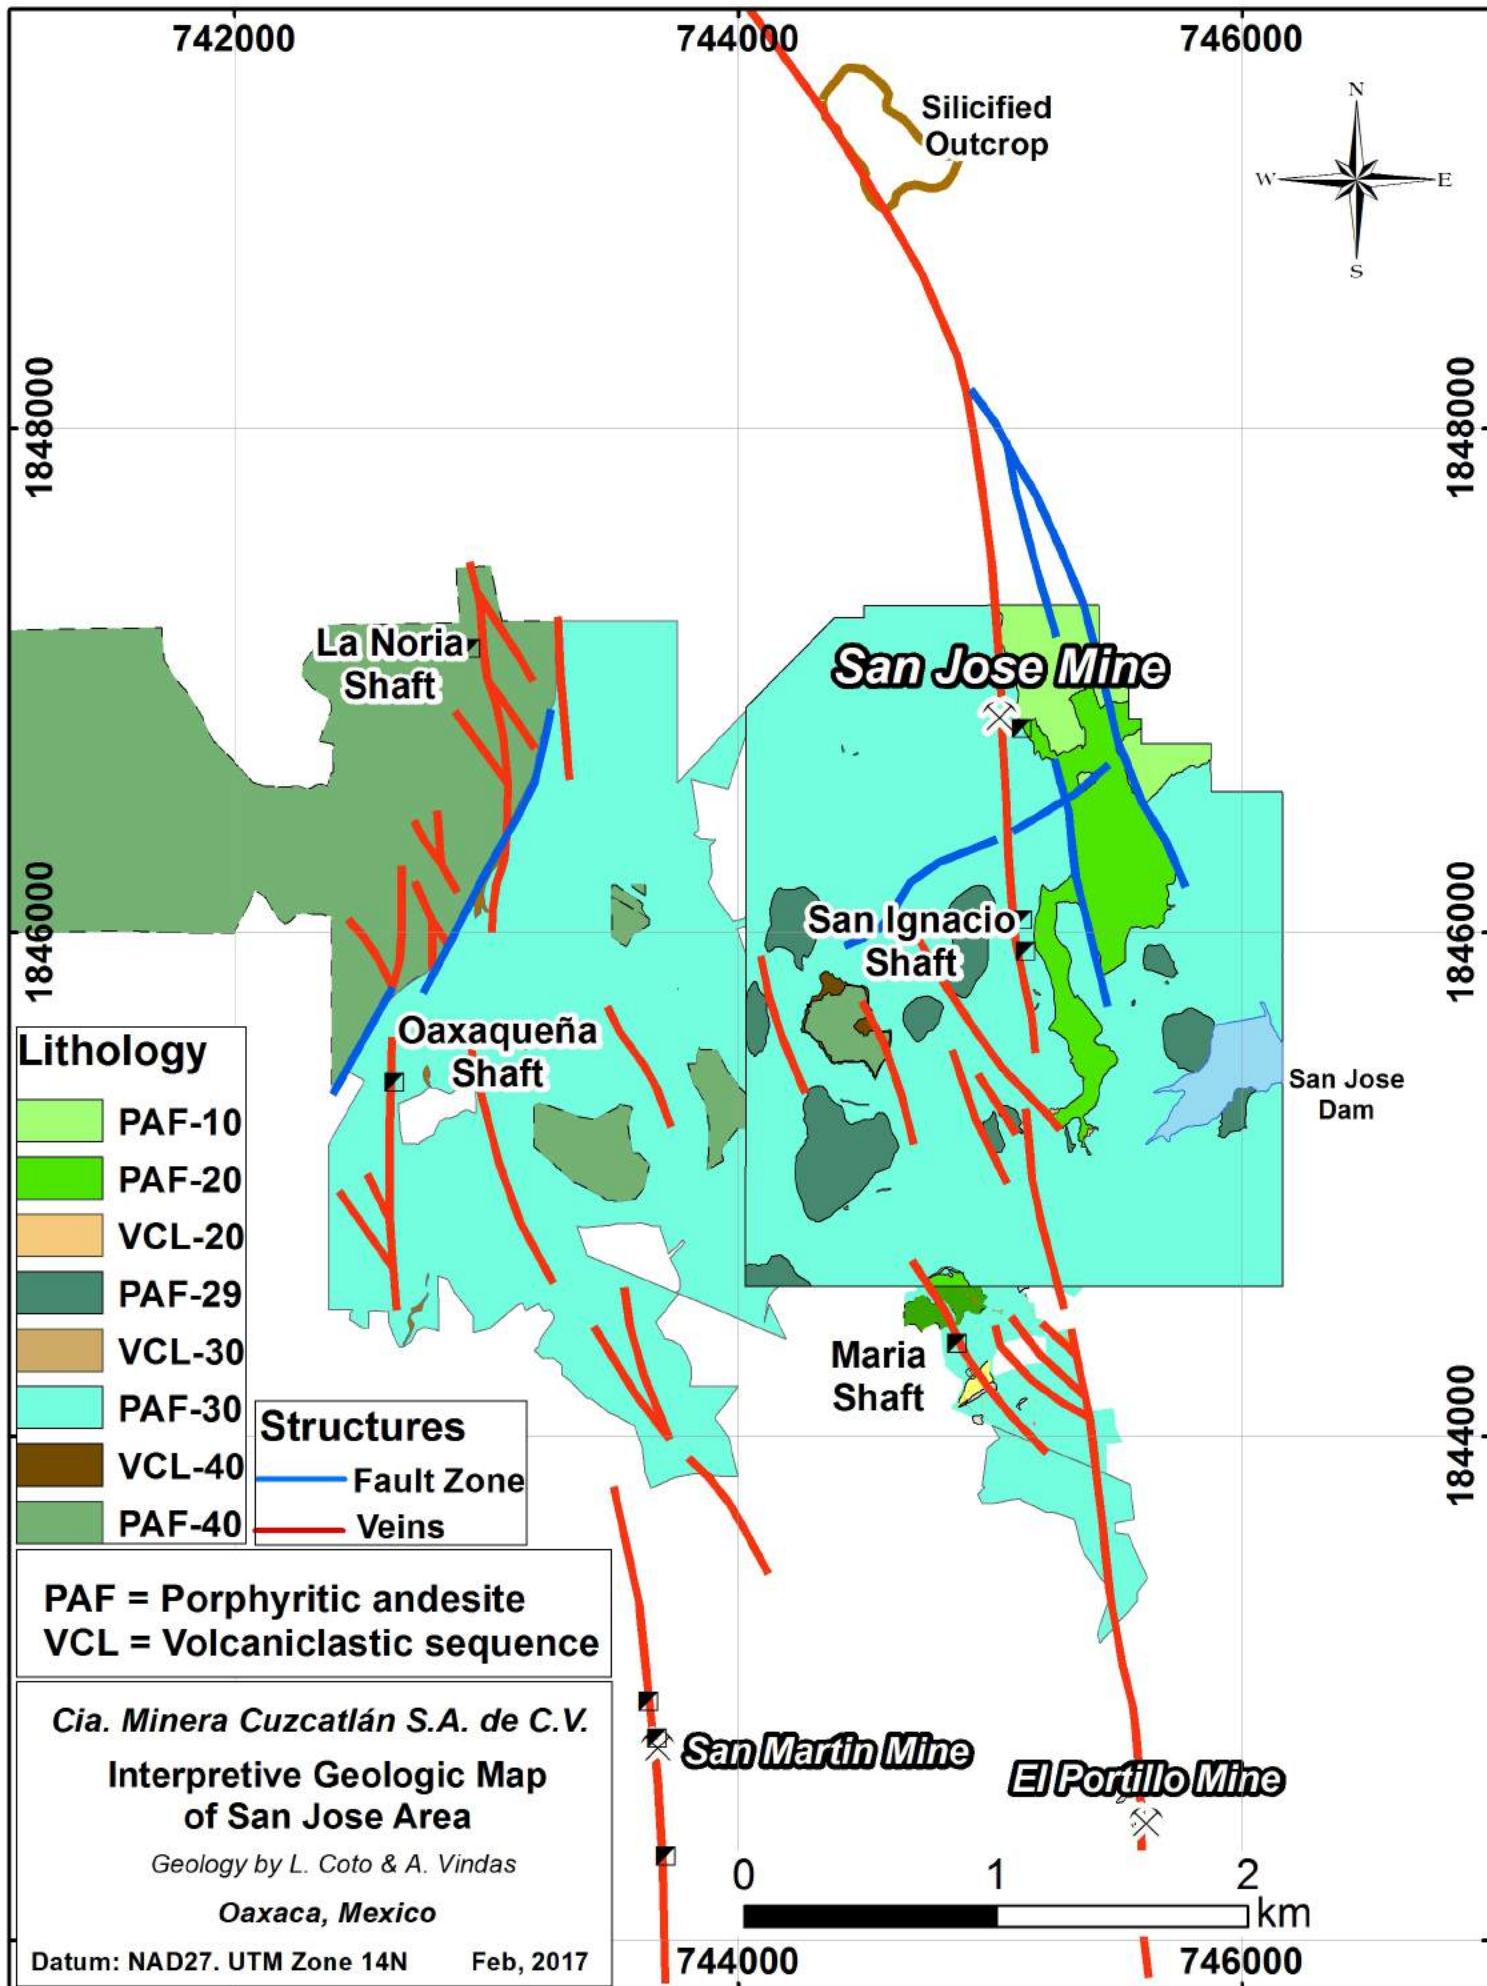 742000
744000
746000
Silicified
Outcrop
N
W
E
S
1848000
1848000
La Noria
Shaft
San Jose Mine
1846000
1846000
San Ignacio
Shaft
Oaxaqueña
Shaft
San Jose
Dam
Lithology
PAF-10
PAF-20
VCL-20
PAF-29
VCL-30
PAF-30
VCL-40
PAF-40
Structures
Fault Zone
Veins
Maria
Shaft
1844000
PAF = Porphyritic andesite
VCL = Volcaniclastic sequence
Cia. Minera Cuzcatlán S.A. de C.V.
Interpretive Geologic Map
of San Jose Area
Geology by L. Coto & A. Vindas
Oaxaca, Mexico
Datum: NAD27. UTM Zone 14N Feb, 2017
San Martin Mine
El Portillo Mine
0 1 2
km
744000
746000